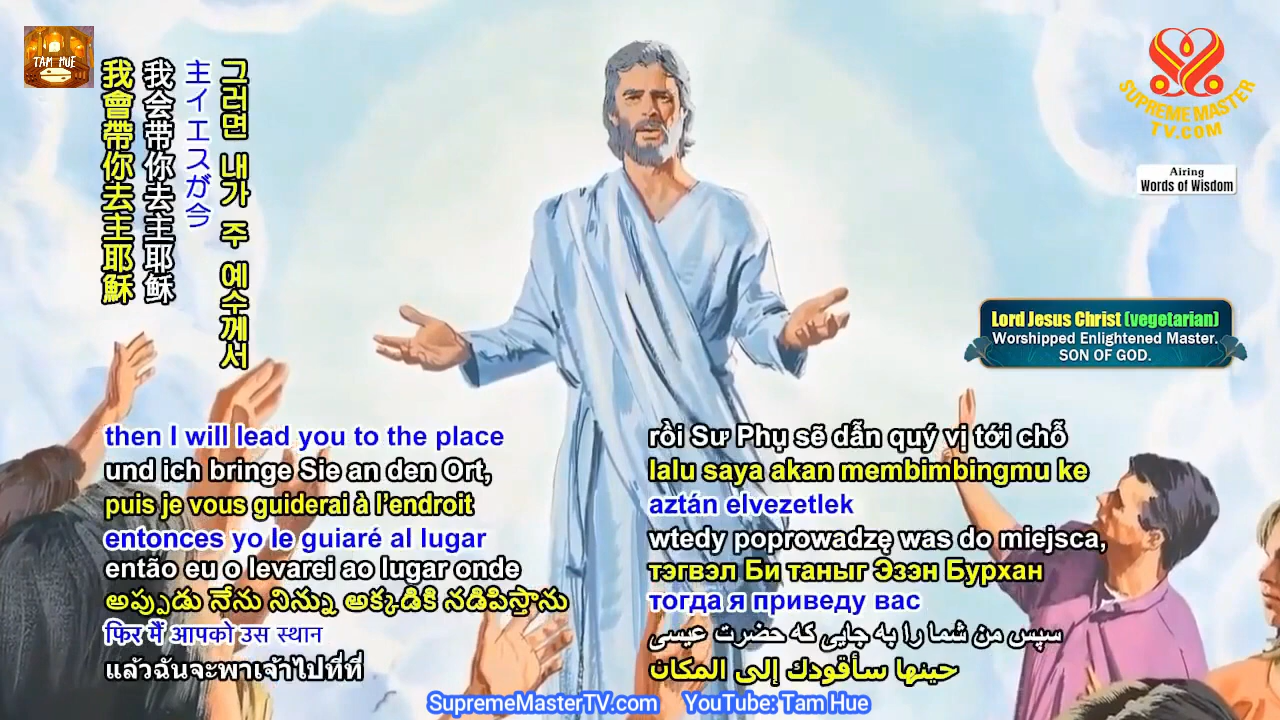 TAM HUE
我會帶你去主耶穌
我会带你去主耶稣
主イエスが今
그러면 내가 주 예수께서
SUPREME MASTER
TV.COM
Airing
Words of Wisdom
Lord Jesus Christ (vegetarian)
Worshipped Enlightened Master.
SON OF GOD.
then I will lead you to the place
und ich bringe Sie an den Ort,
puis je vous guiderai à l'endroit
entonces yo le guiaré al lugar
então eu o levarei ao lugar onde
అప్పుడు నేను నిన్ను అక్కడికి నడిపిస్తాను
फिर मैं आपको उस स्थान
แล้วฉันจะพาเจ้าไปที่ที่
rồi Sư Phụ sẽ dẫn quý vị tới chỗ
lalu saya akan membimbingmu ke
aztán elvezetlek
wtedy poprowadzę was do miejsca,
тэгвэл Би таныг Эзэн Бурхан
тогда я приведу вас
سپس من شما را به جایی که حضرت عیسی
حينها سأقودك إلى المكان
SupremeMasterTV.com YouTube: Tam Hue